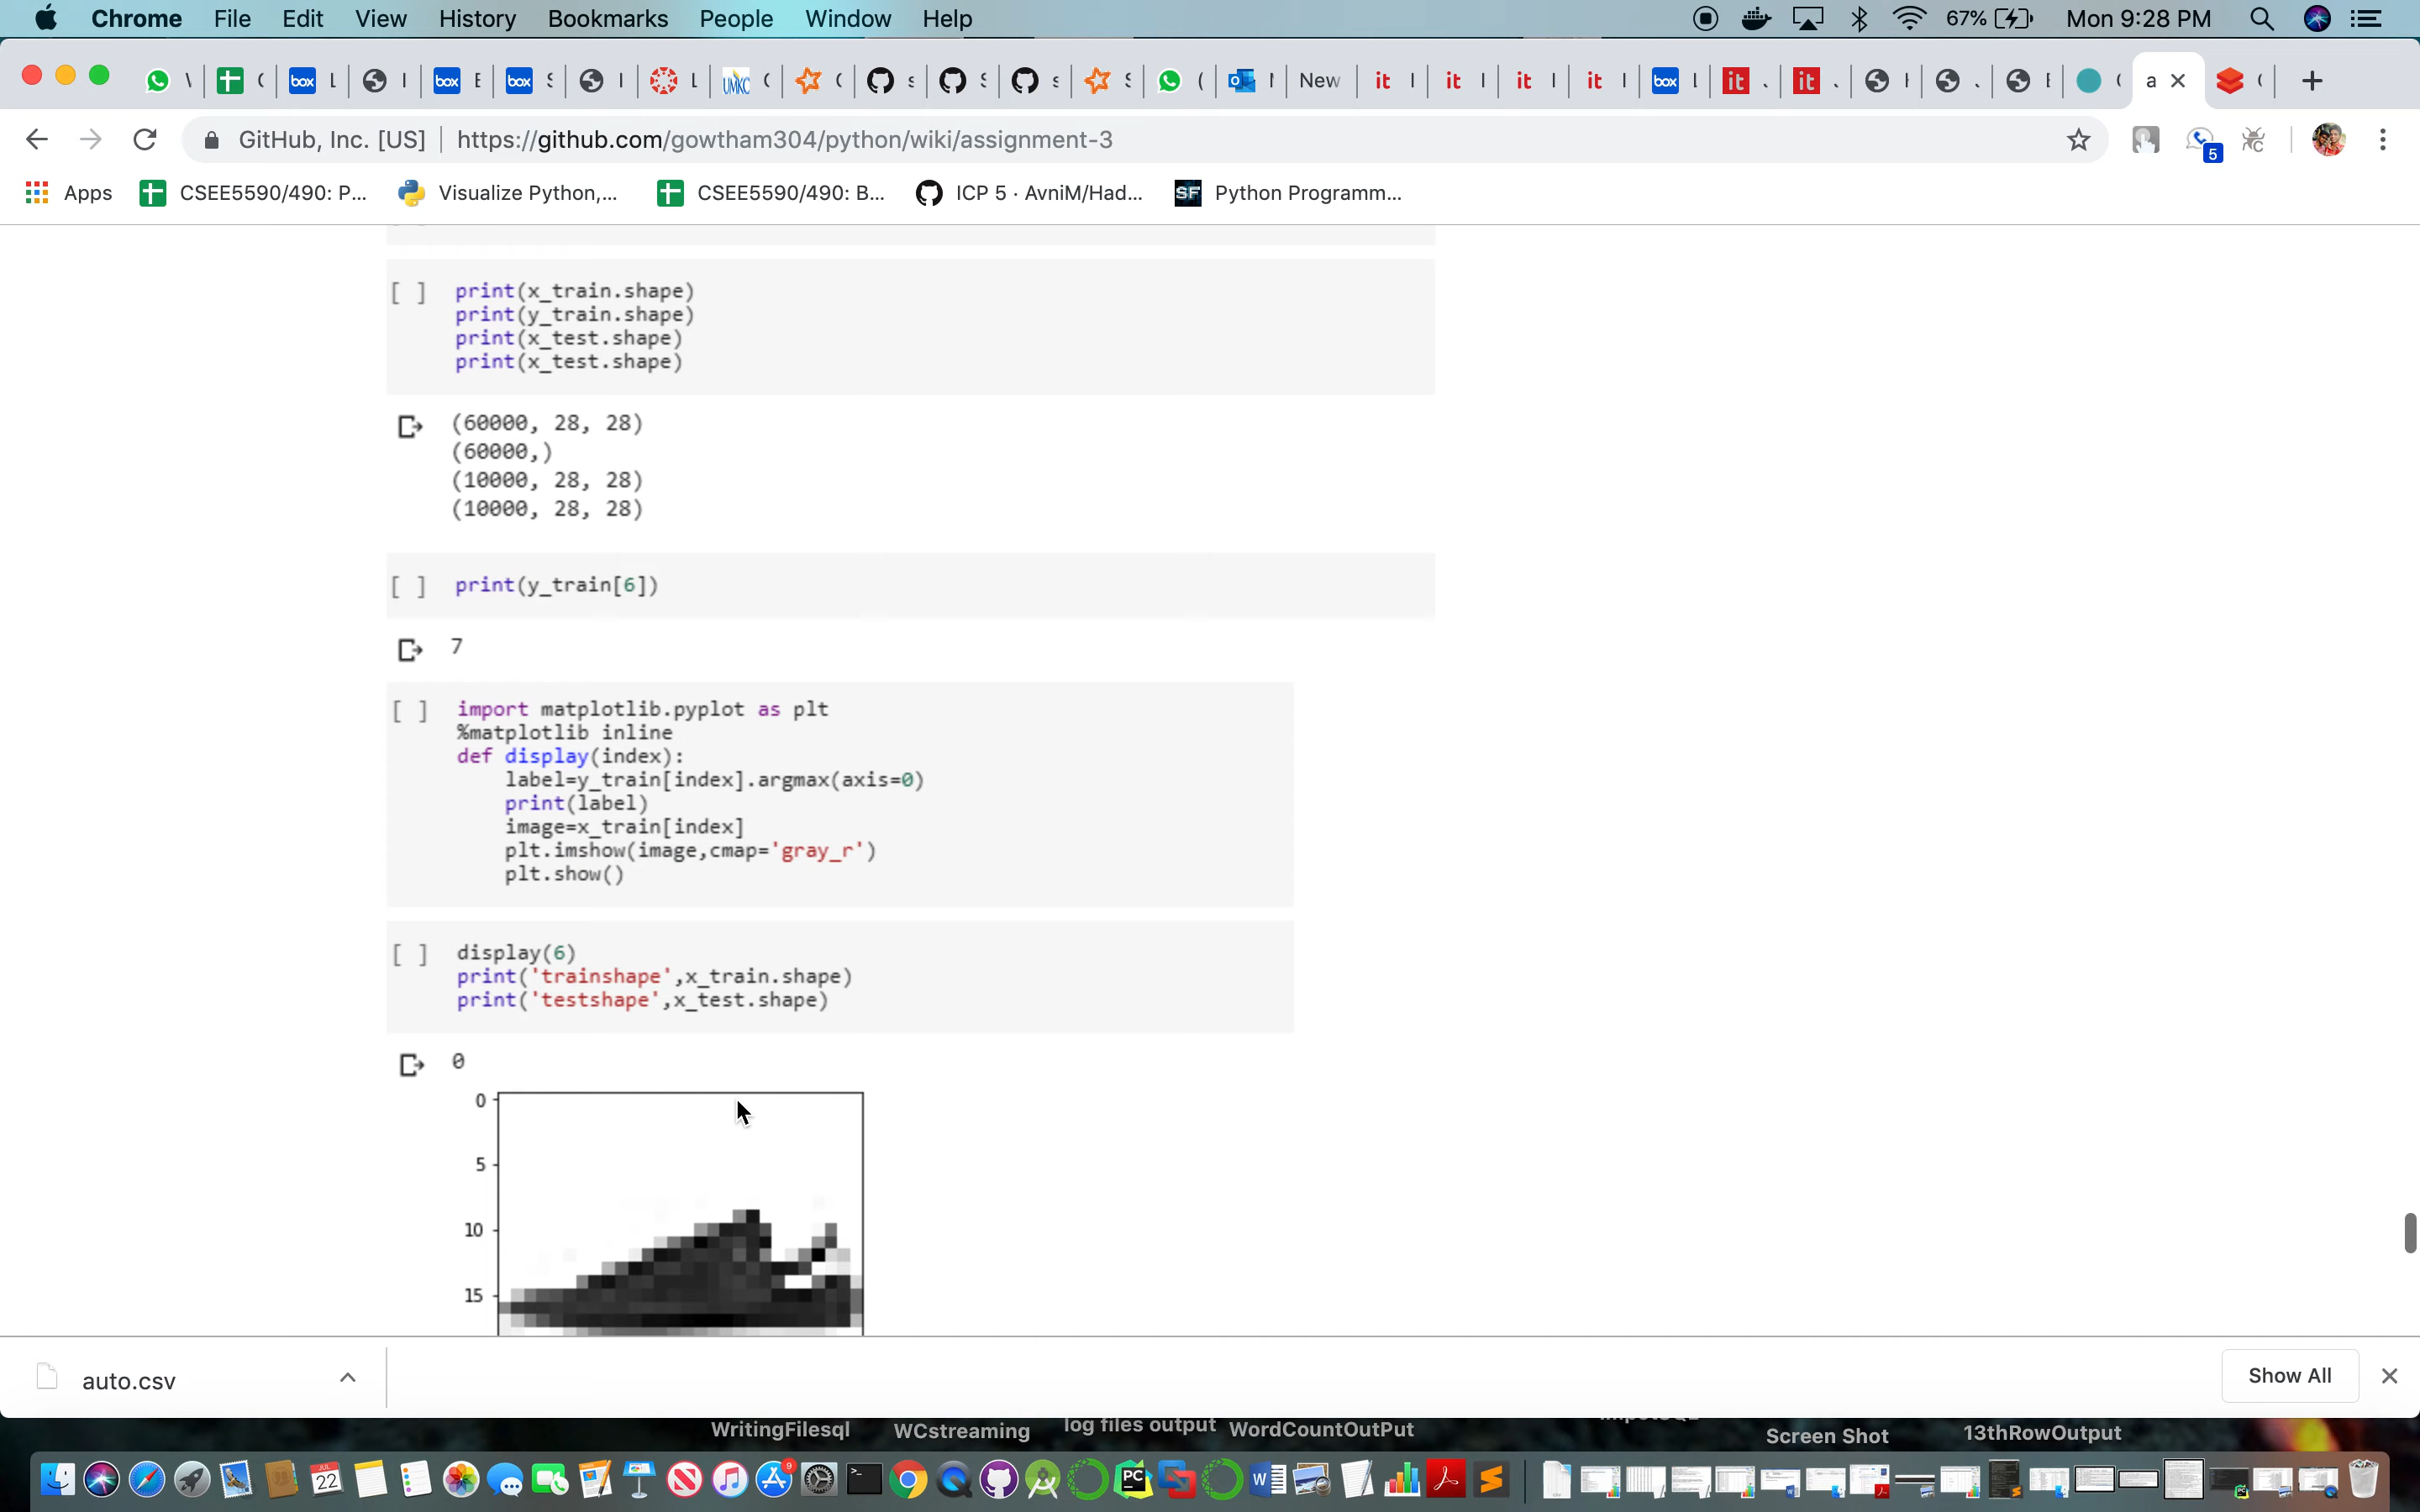 Chrome File Edit View History Bookmarks People Window Help 67% Mon 9:28 PM
New a
GitHub, Inc. [US] https://github.com/gowtham304/python/wiki/assignment-3 5
Apps CSEE5590/490: P... Visualize Python,... CSEE5590/490: B... ICP 5 · AvniM/Had... SF Python Programm...
[ ] print(x_train.shape)
print(y_train.shape)
print(x_test.shape)
print(x_test.shape)
(60000, 28, 28)
(60000,)
(10000, 28, 28)
(10000, 28, 28)
[ ] print(y_train[6])
7
[ ] import matplotlib.pyplot as plt
%matplotlib inline
def display(index):
label=y_train[index].argmax(axis=0)
print(label)
image=x_train[index]
plt.imshow(image,cmap='gray_r')
plt.show()
[ ] display(6)
print('trainshape',x_train.shape)
print('testshape',x_test.shape)
0
0
5
10
15
auto.csv Show All
WritingFilesql WCstreaming log files output WordCountOutPut Screen Shot 13thRowOutput
JUL 22 9 PC